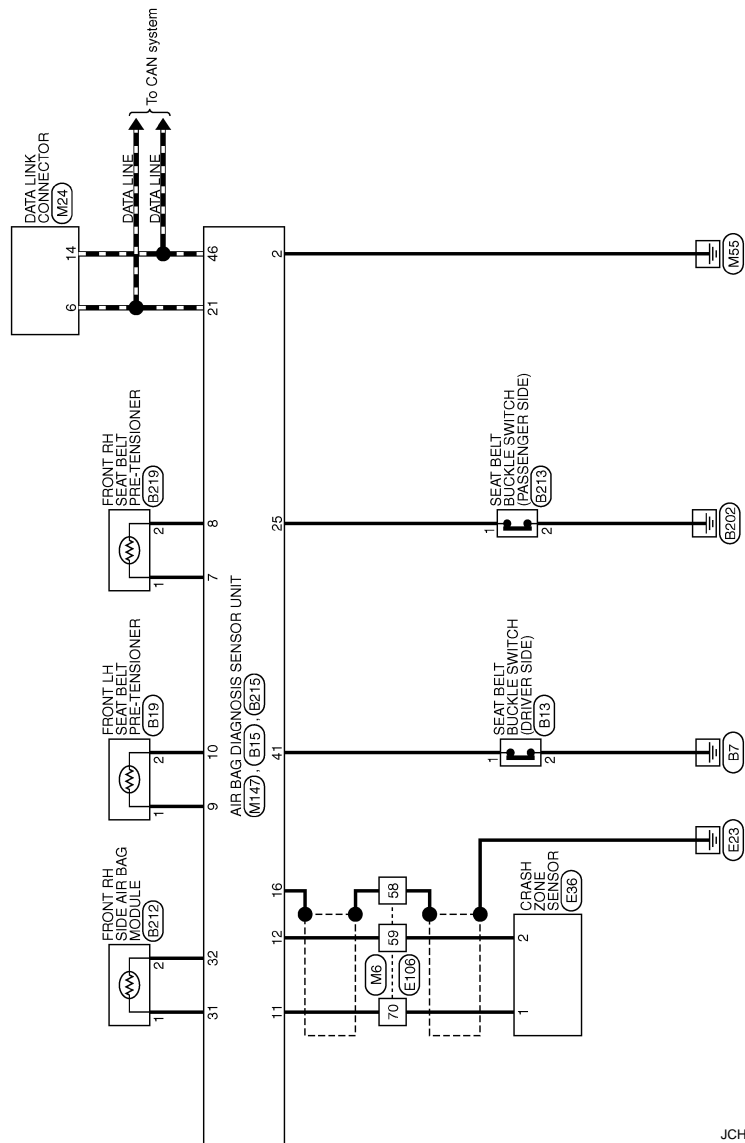 FRONT RH
SIDE AIR BAG
MODULE
B212
1
2
31
32
FRONT LH
SEAT BELT
PRE-TENSIONER
B19
1
2
9
10
FRONT RH
SEAT BELT
PRE-TENSIONER
B219
1
2
7
8
DATA LINK
CONNECTOR
M24
6
14
21
46
DATA LINE
DATA LINE
To CAN system
AIR BAG DIAGNOSIS SENSOR UNIT
M147 , B15 , B215
11
12
16
41
25
2
70
59
58
M6
E106
1
2
CRASH
ZONE
SENSOR
E36
E23
SEAT BELT
BUCKLE SWITCH
(DRIVER SIDE)
B13
1
2
B7
SEAT BELT
BUCKLE SWITCH
(PASSENGER SIDE)
B213
1
2
B202
M55
JCH